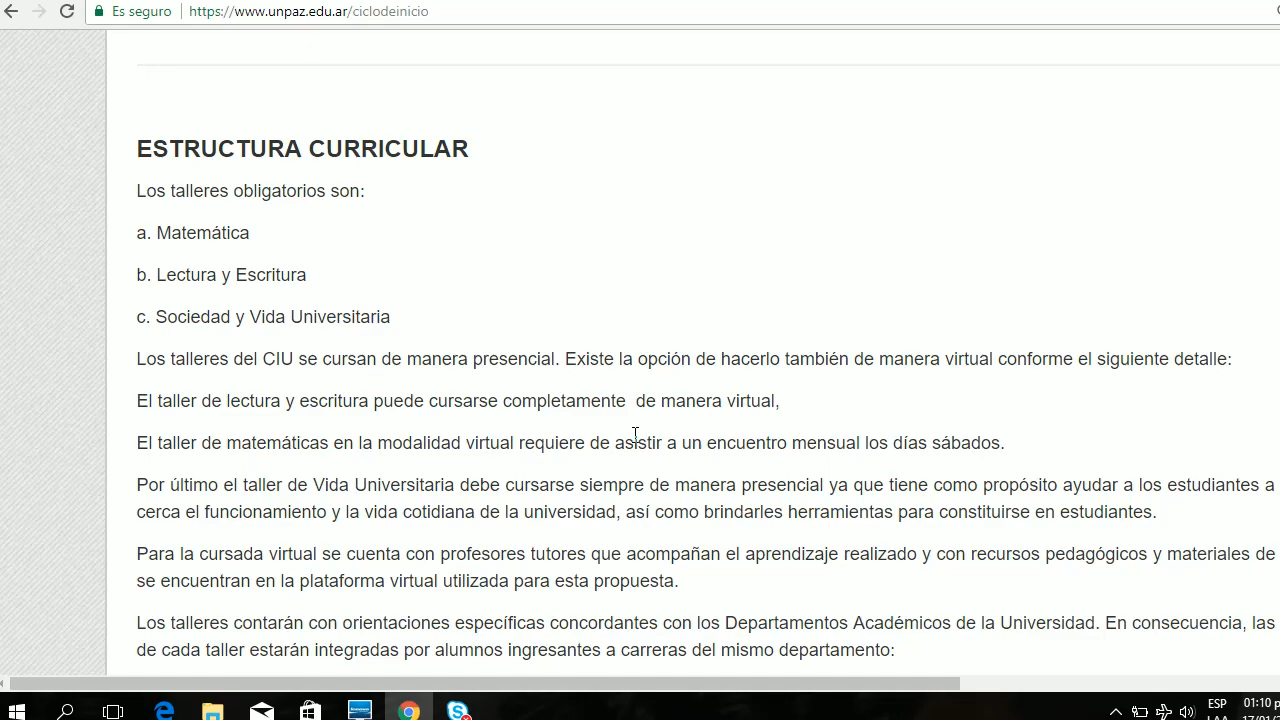 Es seguro | https://www.unpaz.edu.ar/ciclodeinicio
ESTRUCTURA CURRICULAR
Los talleres obligatorios son:
a. Matemática
b. Lectura y Escritura
c. Sociedad y Vida Universitaria
Los talleres del CIU se cursan de manera presencial. Existe la opción de hacerlo también de manera virtual conforme el siguiente detalle:
El taller de lectura y escritura puede cursarse completamente  de manera virtual,
El taller de matemáticas en la modalidad virtual requiere de asistir a un encuentro mensual los días sábados.
Por último el taller de Vida Universitaria debe cursarse siempre de manera presencial ya que tiene como propósito ayudar a los estudiantes a
cerca el funcionamiento y la vida cotidiana de la universidad, así como brindarles herramientas para constituirse en estudiantes.
Para la cursada virtual se cuenta con profesores tutores que acompañan el aprendizaje realizado y con recursos pedagógicos y materiales de
se encuentran en la plataforma virtual utilizada para esta propuesta.
Los talleres contarán con orientaciones específicas concordantes con los Departamentos Académicos de la Universidad. En consecuencia, las
de cada taller estarán integradas por alumnos ingresantes a carreras del mismo departamento:
ESP 01:10 p